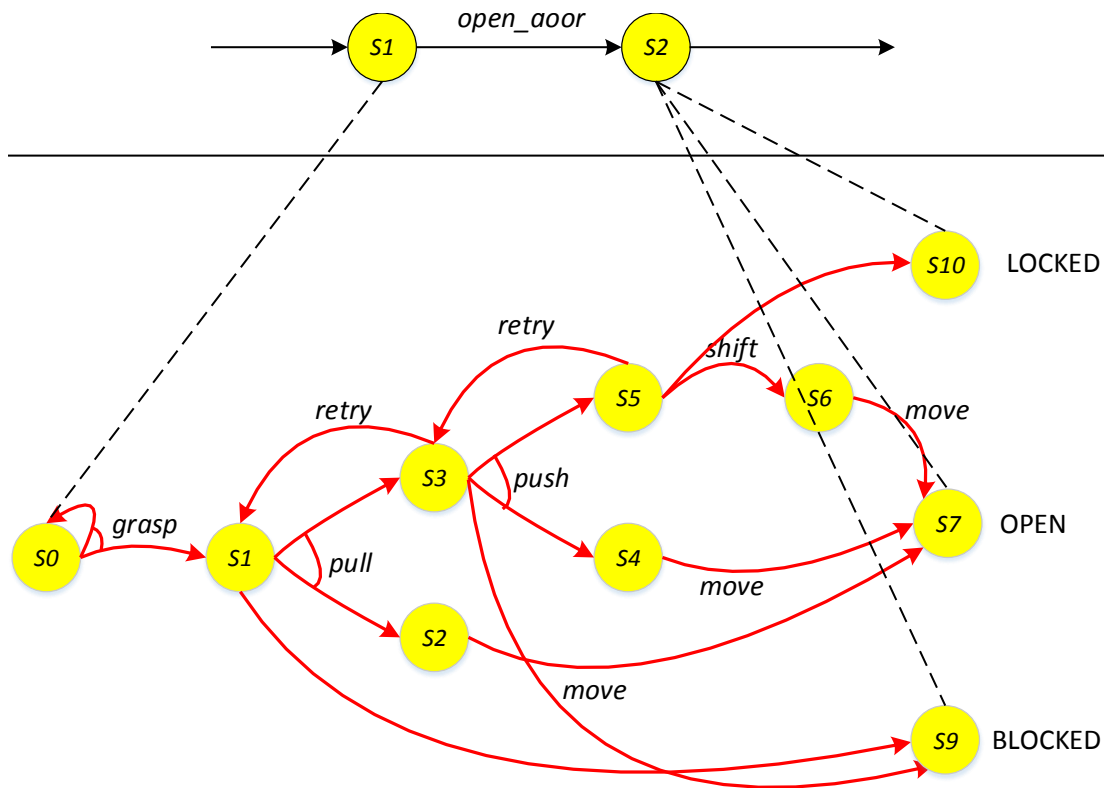 open_aoor
S1
S2
S10
LOCKED
retry
shift
S5
S6
retry
move
S3
push
grasp
S7
OPEN
S0
S1
pull
S4
move
S2
move
S9
BLOCKED